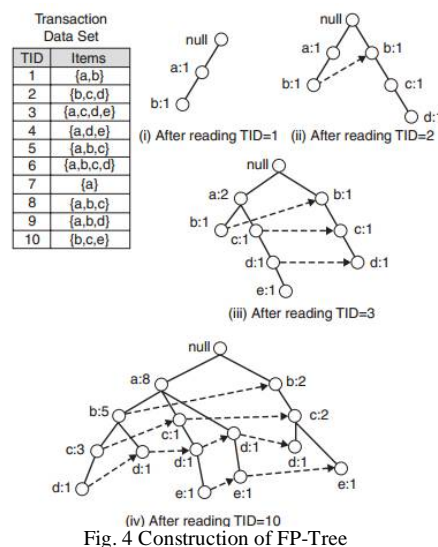 Transaction
Data Set
TID Items
1 {a,b}
2 {b,c,d}
3 {a,c,d,e}
4 {a,d,e}
5 {a,b,c}
6 {a,b,c,d}
7 {a}
8 {a,b,c}
9 {a,b,d}
10 {b,c,e}
null
a:1
b:1
(i) After reading TID=1
null
a:1 b:1
b:1 c:1
d:1
(ii) After reading TID=2
null
a:2 b:1
b:1 c:1 c:1
d:1 d:1
e:1
(iii) After reading TID=3
null
a:8 b:2
b:5 c:2
c:1
c:3 d:1 d:1 d:1 d:1
d:1 e:1 e:1 e:1
(iv) After reading TID=10
Fig. 4 Construction of FP-Tree